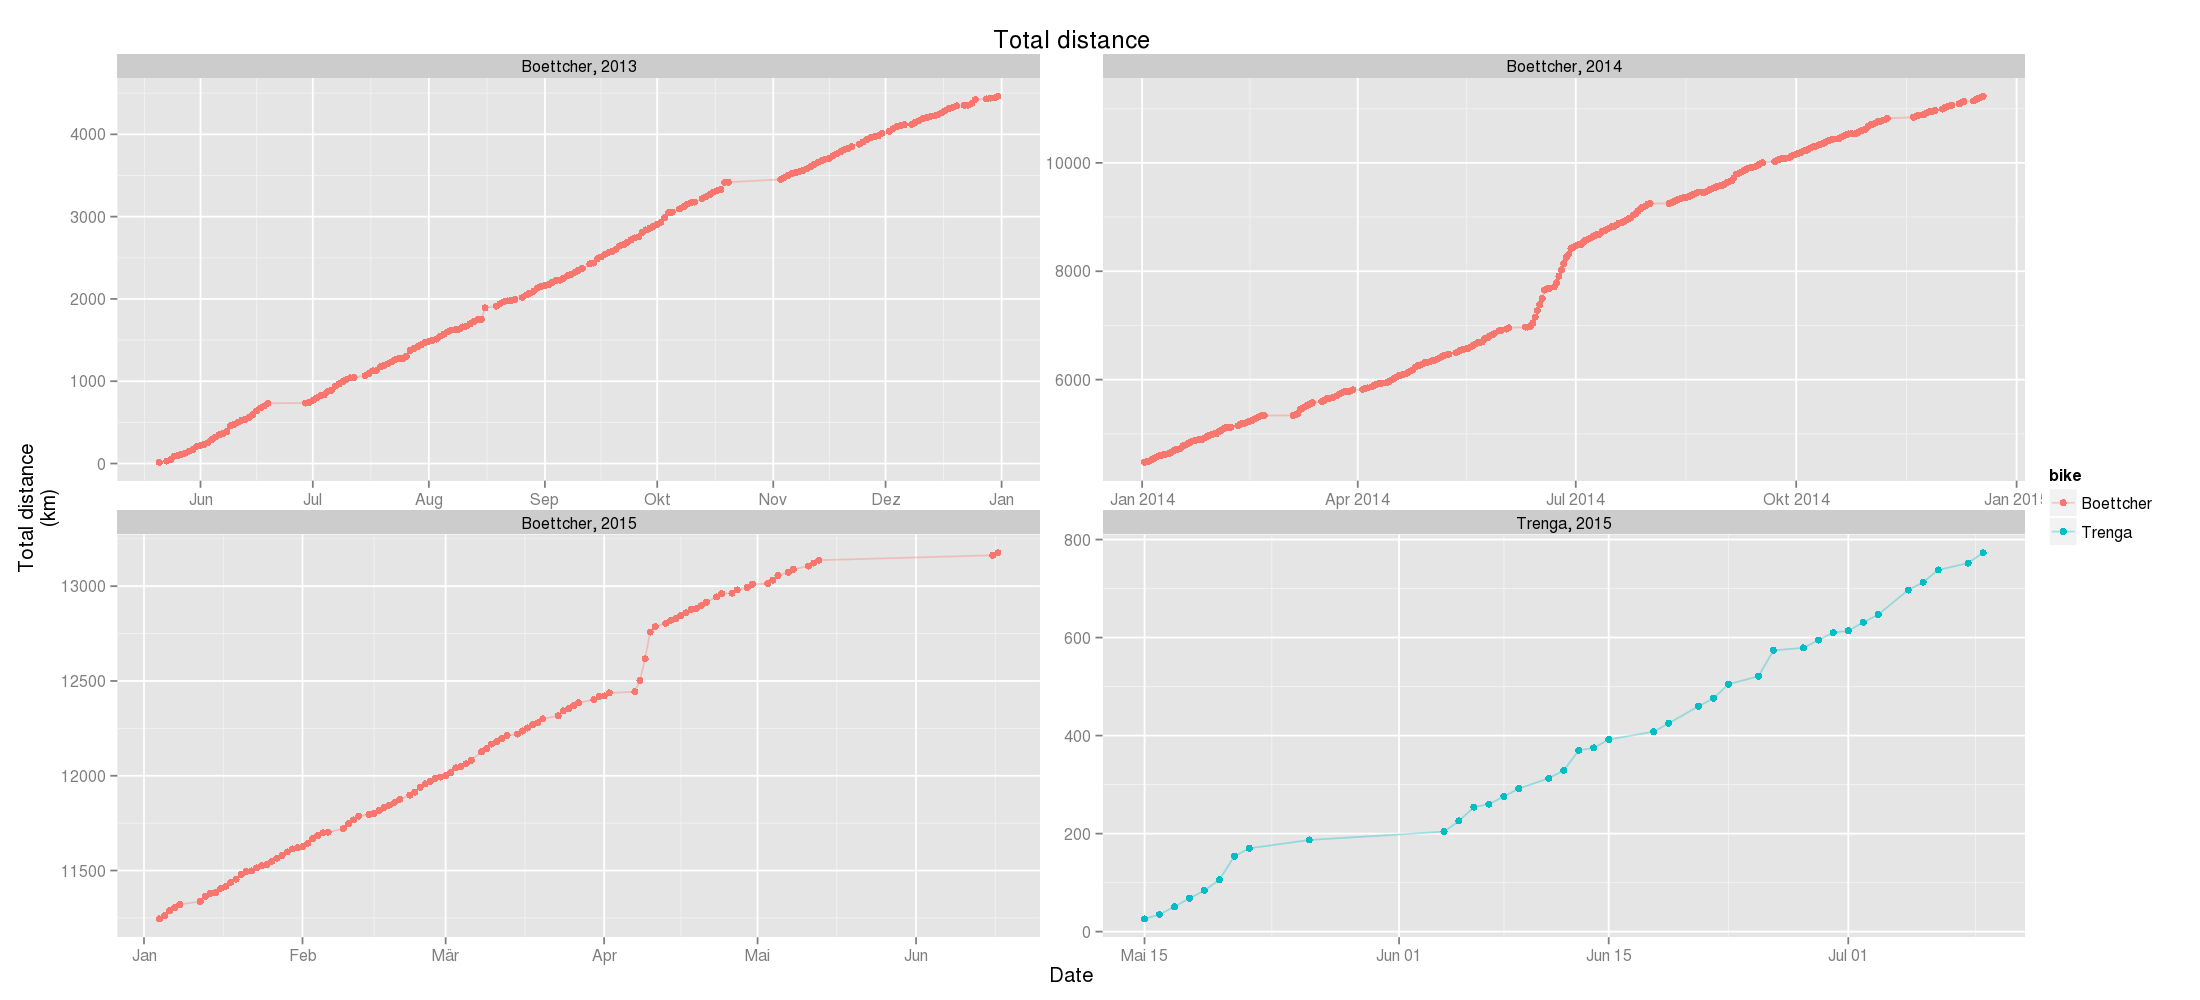 Total distance
Boettcher, 2013
Boettcher, 2014
4000
3000
2000
1000
0
10000
8000
6000
Jun Jul Aug Sep Okt Nov Dez Jan
Jan 2014 Apr 2014 Jul 2014 Okt 2014 Jan 2015
Boettcher, 2015
Trenga, 2015
13000
12500
12000
11500
800
600
400
200
0
Jan Feb Mär Apr Mai Jun
Mai 15 Jun 01 Jun 15 Jul 01
Total distance
(km)
Date
bike
Boettcher
Trenga